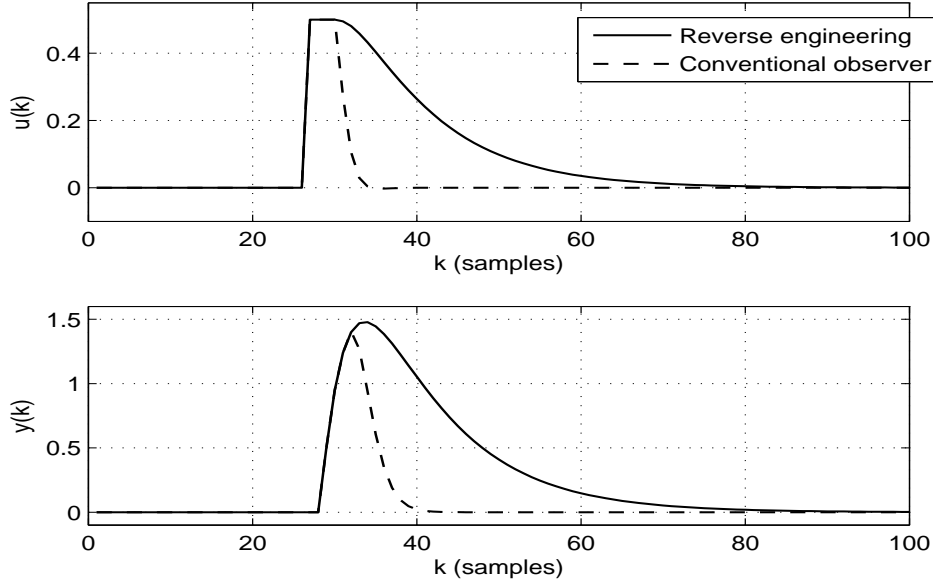 Reverse engineering
Conventional observer
u(k)
0.4
0.2
0
0 20 40 60 80 100
k (samples)
y(k)
1.5
1
0.5
0
0 20 40 60 80 100
k (samples)